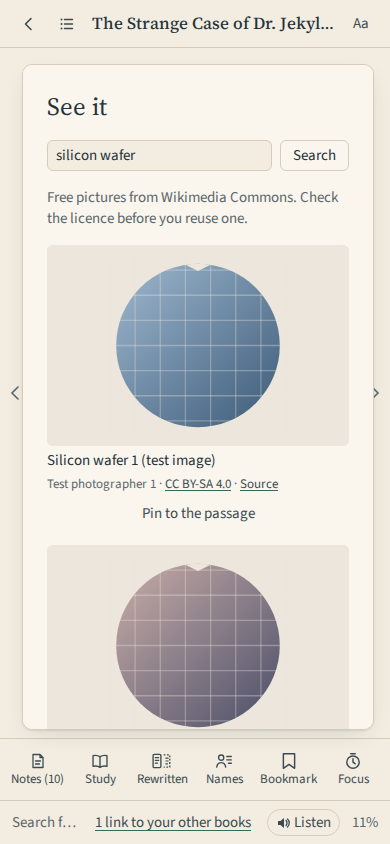 The Strange Case of Dr. Jekyl...
Aa
See it
silicon wafer
Search
Free pictures from Wikimedia Commons. Check
the licence before you reuse one.
Silicon wafer 1 (test image)
Test photographer 1 · CC BY-SA 4.0 · Source
Pin to the passage
Notes (10)
Study
Rewritten
Names
Bookmark
Focus
Search f...
1 link to your other books
Listen
11%